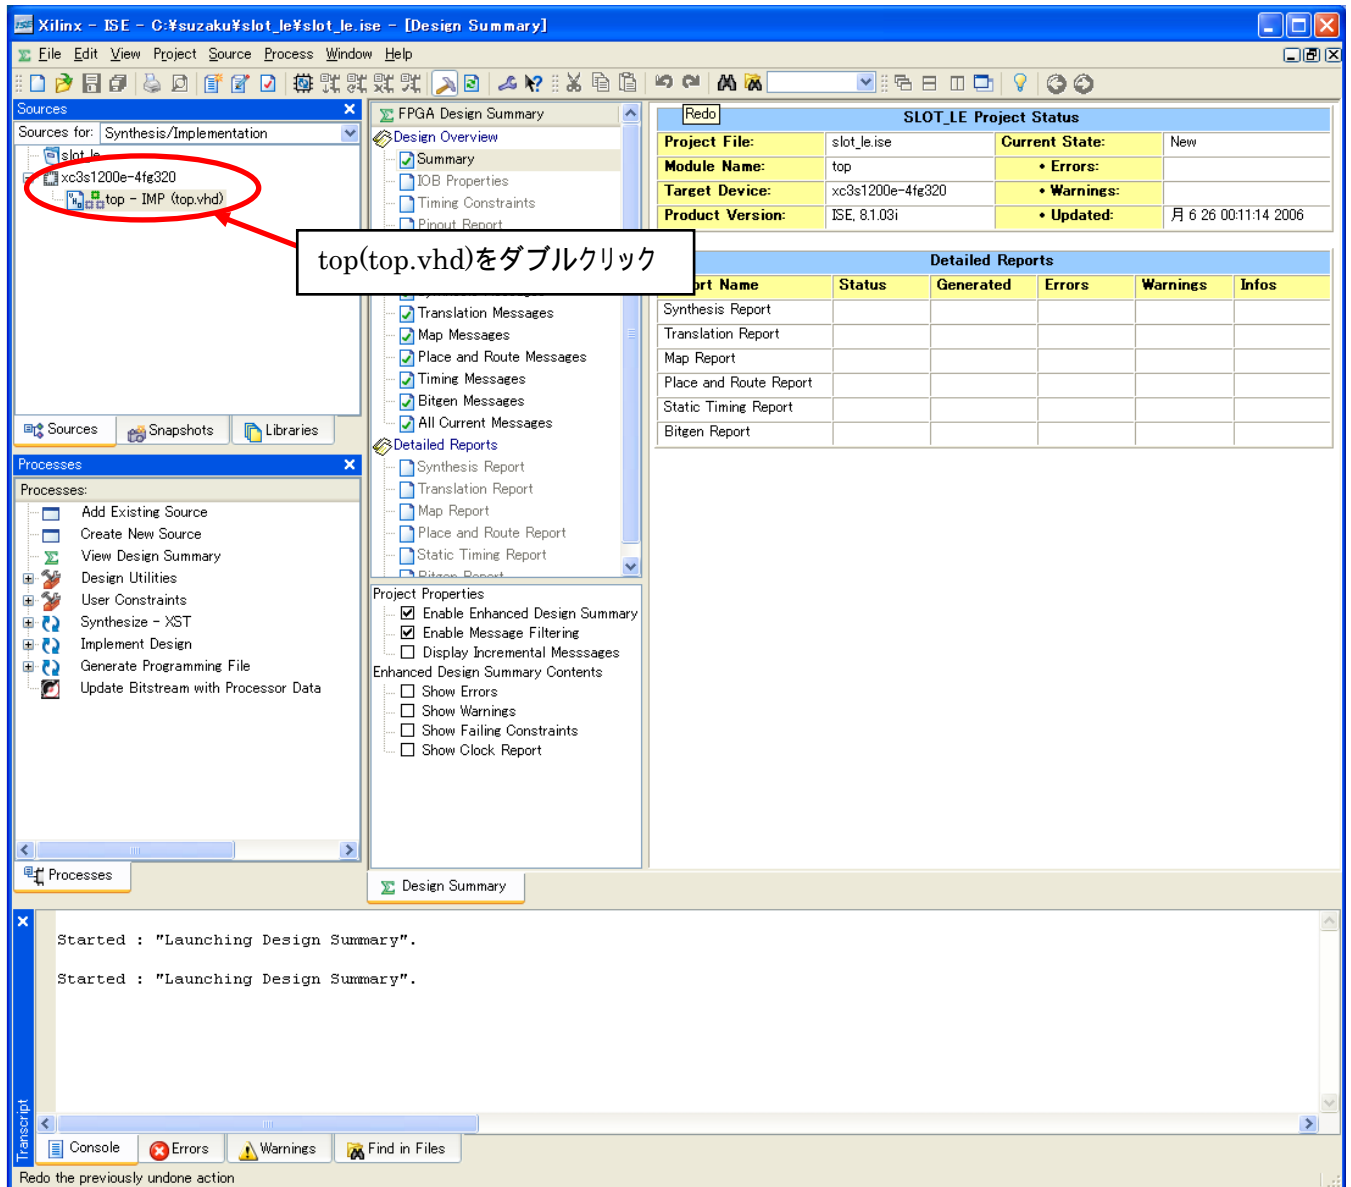 Xilinx - ISE - C:¥suzaku¥slot_le¥slot_le.ise - [Design Summary]
File Edit View Project Source Process Window Help
Sources
Sources for: Synthesis/Implementation
slot_le
xc3s1200e-4fg320
top - IMP (top.vhd)
top(top.vhd)をダブルクリック
Sources Snapshots Libraries
Processes
Processes:
Add Existing Source
Create New Source
View Design Summary
Design Utilities
User Constraints
Synthesize - XST
Implement Design
Generate Programming File
Update Bitstream with Processor Data
Processes
FPGA Design Summary
Design Overview
Summary
IOB Properties
Timing Constraints
Pinout Report
Translation Messages
Map Messages
Place and Route Messages
Timing Messages
Bitgen Messages
All Current Messages
Detailed Reports
Synthesis Report
Translation Report
Map Report
Place and Route Report
Static Timing Report
Bitgen Report
Project Properties
Enable Enhanced Design Summary
Enable Message Filtering
Display Incremental Messsages
Enhanced Design Summary Contents
Show Errors
Show Warnings
Show Failing Constraints
Show Clock Report
Redo
SLOT_LE Project Status
Project File: slot_le.ise Current State: New
Module Name: top • Errors:
Target Device: xc3s1200e-4fg320 • Warnings:
Product Version: ISE, 8.1.03i • Updated: 月 6 26 00:11:14 2006
Detailed Reports
Name Status Generated Errors Warnings Infos
Synthesis Report
Translation Report
Map Report
Place and Route Report
Static Timing Report
Bitgen Report
Design Summary
Started : "Launching Design Summary".
Started : "Launching Design Summary".
Transcript
Console Errors Warnings Find in Files
Redo the previously undone action